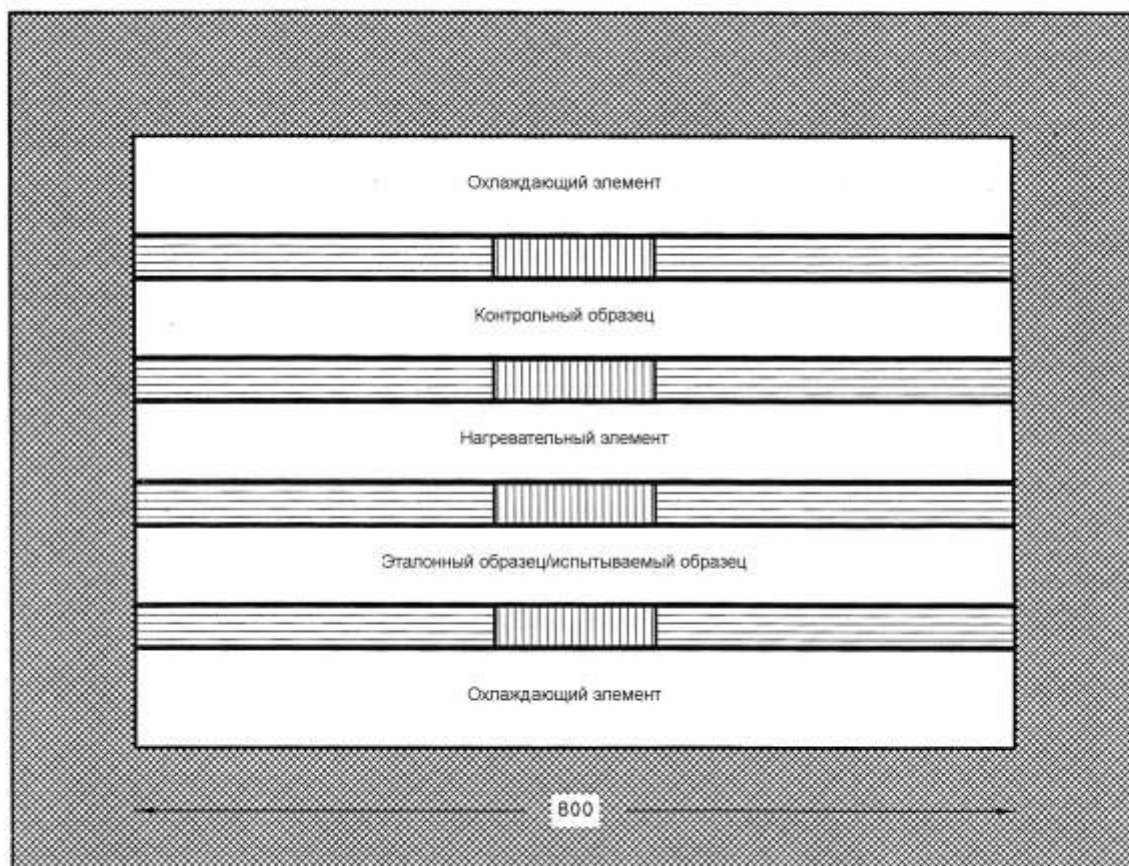 Охлаждающий элемент
Контрольный образец
Нагревательный элемент
Эталонный образец/испытываемый образец
Охлаждающий элемент
800